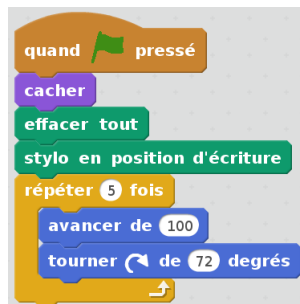 quand pressé
cacher
effacer tout
stylo en position d'écriture
répéter 5 fois
avancer de 100
tourner de 72 degrés